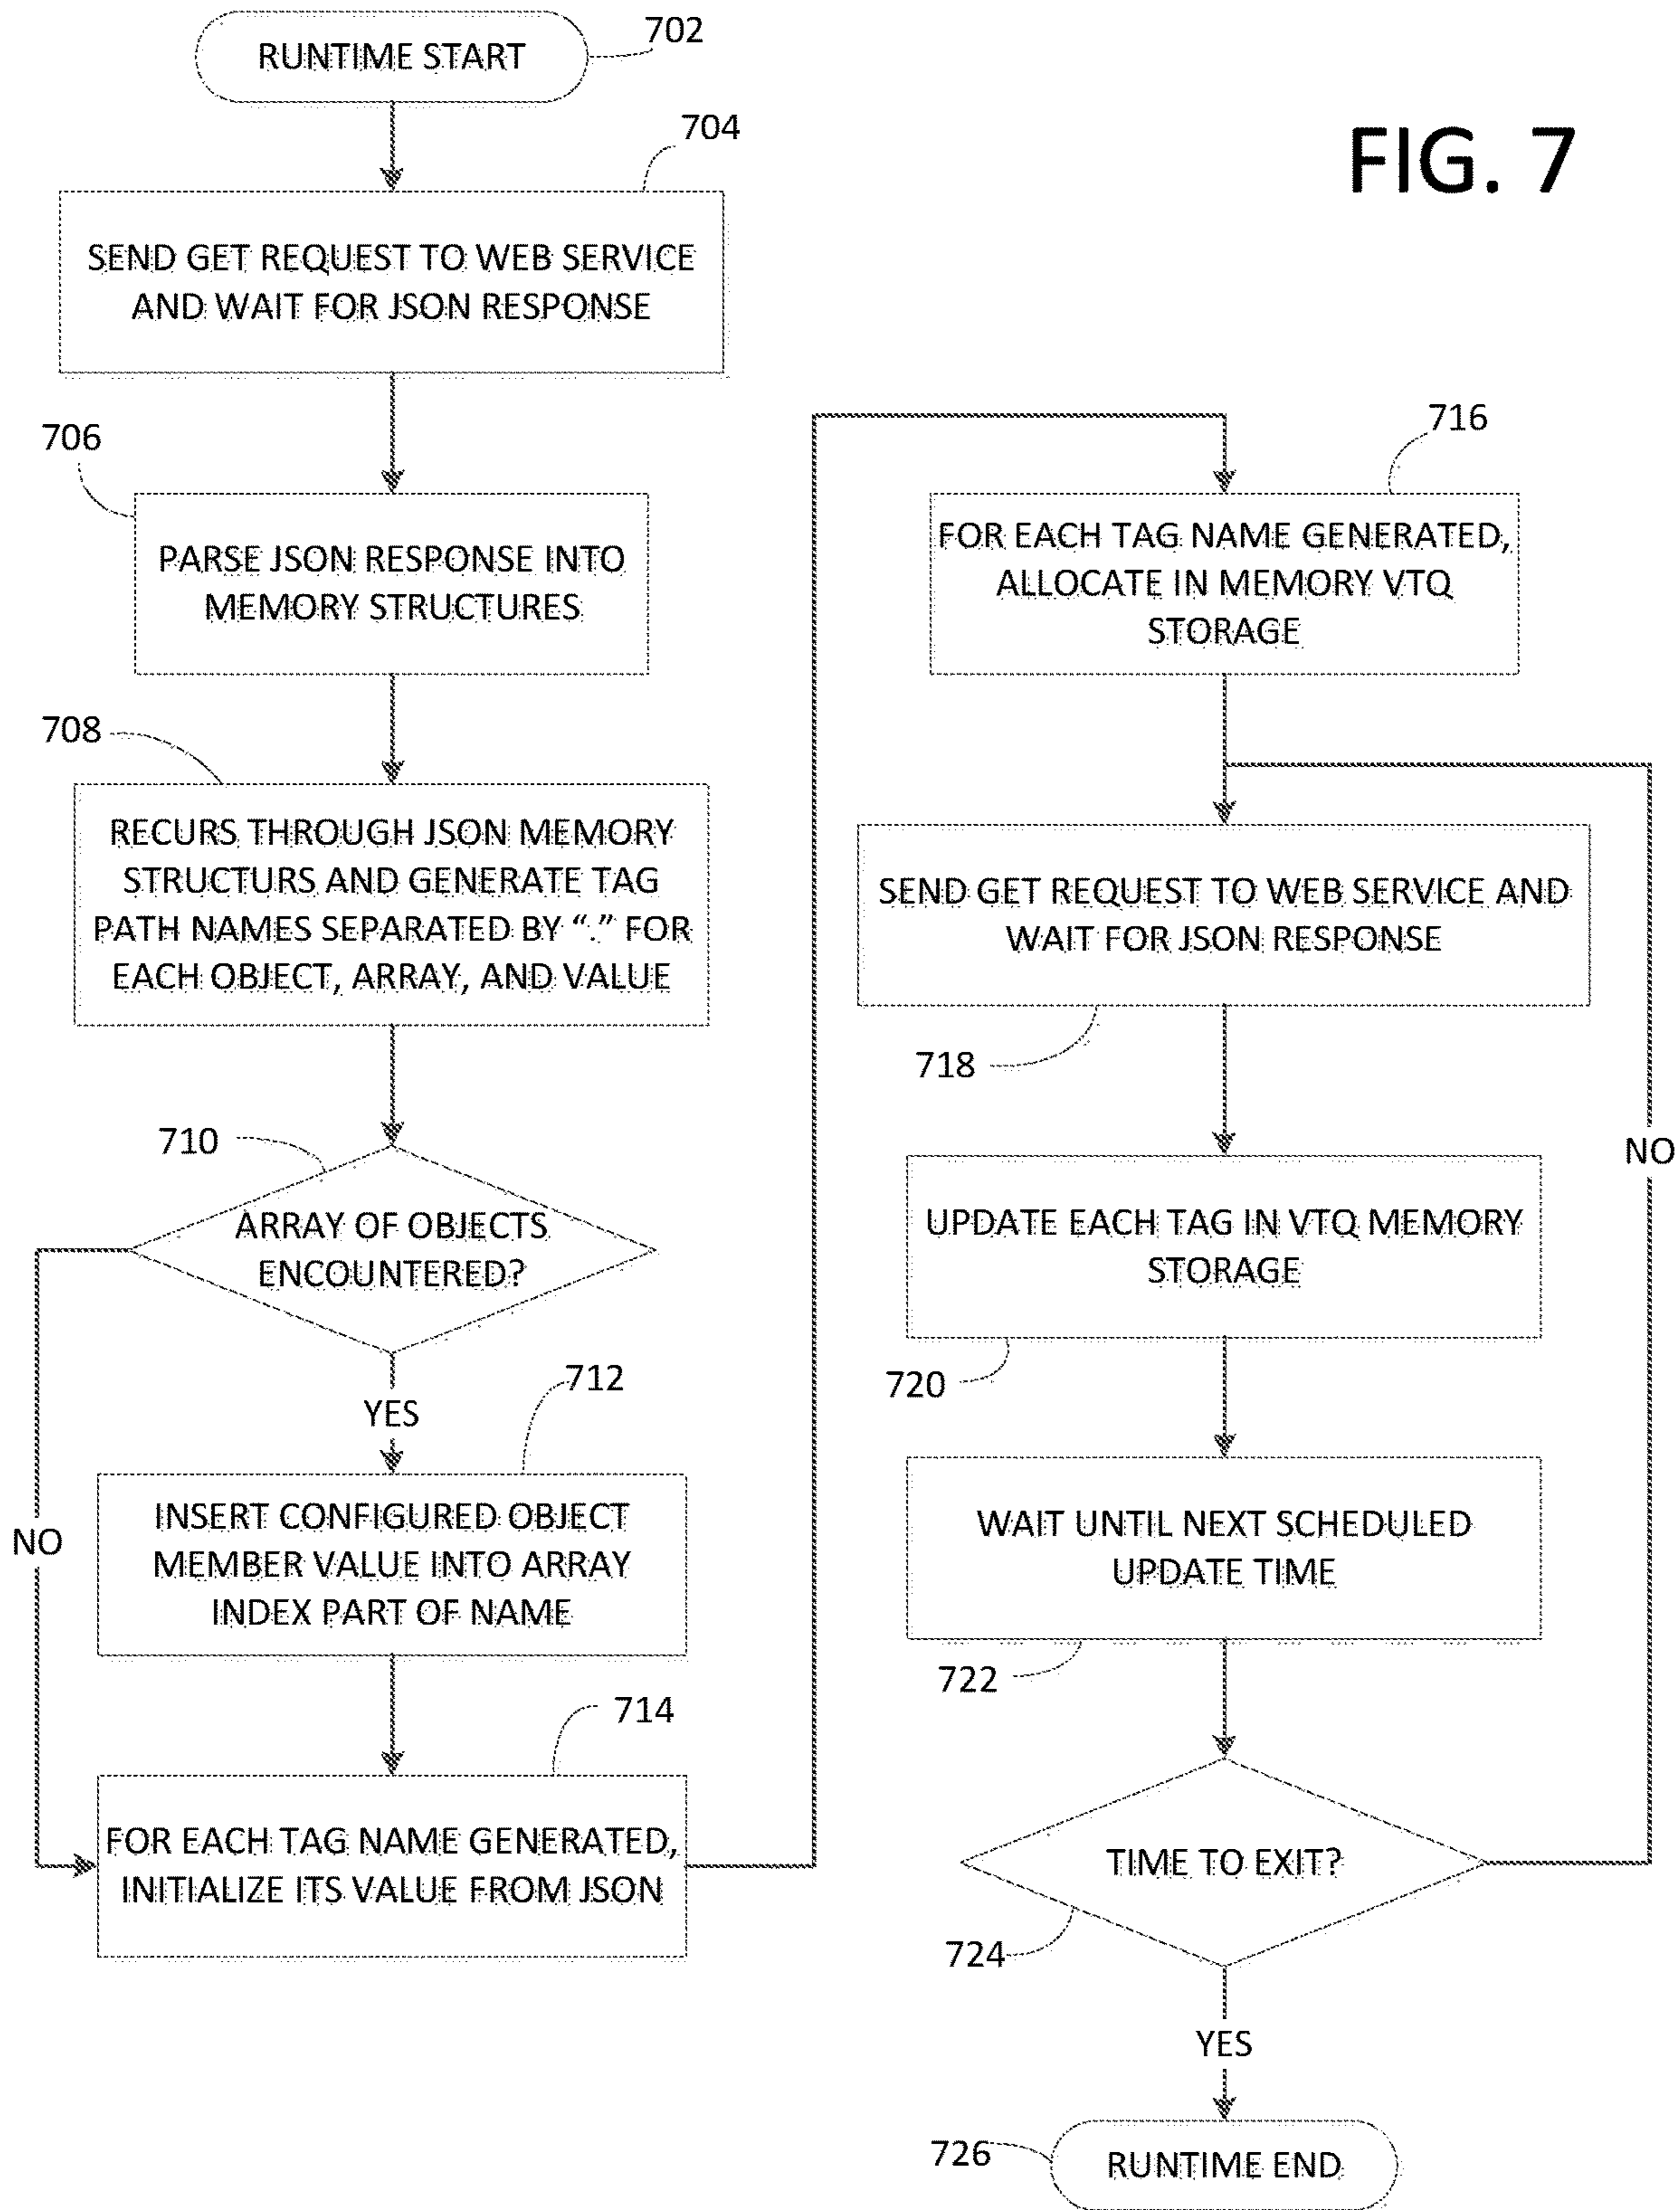 RUNTIME START
702
FIG. 7
704
SEND GET REQUEST TO WEB SERVICE
AND WAIT FOR JSON RESPONSE
706
PARSE JSON RESPONSE INTO
MEMORY STRUCTURES
708
RECURS THROUGH JSON MEMORY
STRUCTURS AND GENERATE TAG
PATH NAMES SEPARATED BY “.” FOR
EACH OBJECT, ARRAY, AND VALUE
710
ARRAY OF OBJECTS
ENCOUNTERED?
YES
NO
712
INSERT CONFIGURED OBJECT
MEMBER VALUE INTO ARRAY
INDEX PART OF NAME
714
FOR EACH TAG NAME GENERATED,
INITIALIZE ITS VALUE FROM JSON
716
FOR EACH TAG NAME GENERATED,
ALLOCATE IN MEMORY VTQ
STORAGE
SEND GET REQUEST TO WEB SERVICE AND
WAIT FOR JSON RESPONSE
718
UPDATE EACH TAG IN VTQ MEMORY
STORAGE
720
WAIT UNTIL NEXT SCHEDULED
UPDATE TIME
722
TIME TO EXIT?
724
NO
YES
726
RUNTIME END